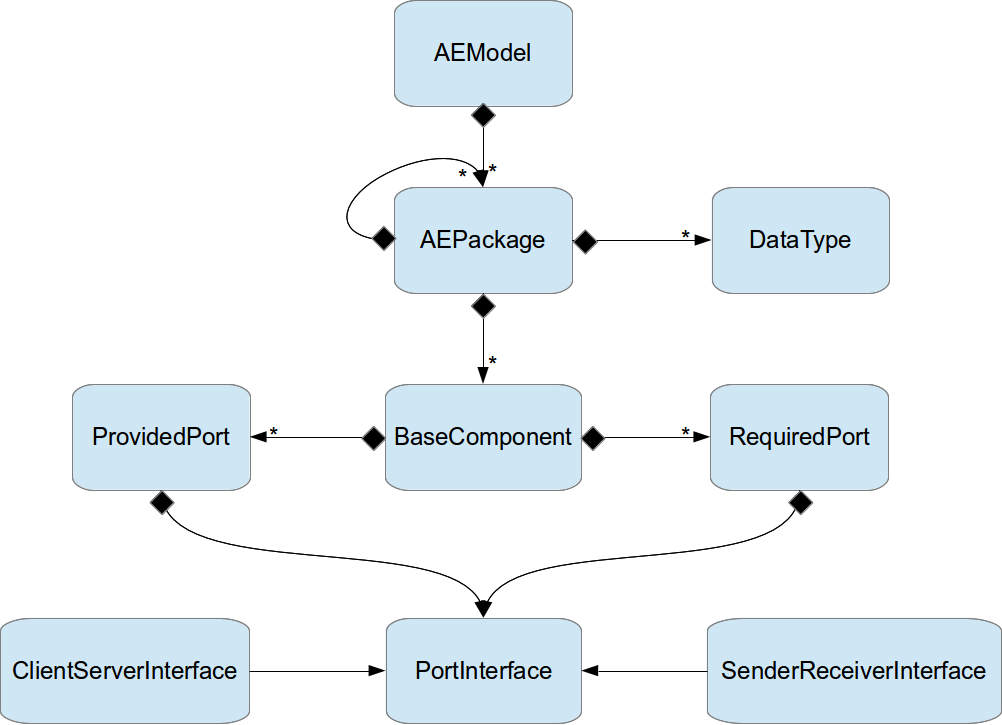 AEModel
* *
AEPackage
* DataType
*
ProvidedPort * BaseComponent * RequiredPort
ClientServerInterface PortInterface SenderReceiverInterface